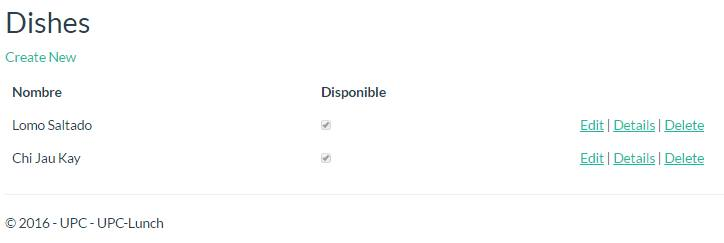 Dishes
Create New
Nombre Disponible
Lomo Saltado Edit | Details | Delete
Chi Jau Kay Edit | Details | Delete
© 2016 - UPC - UPC-Lunch